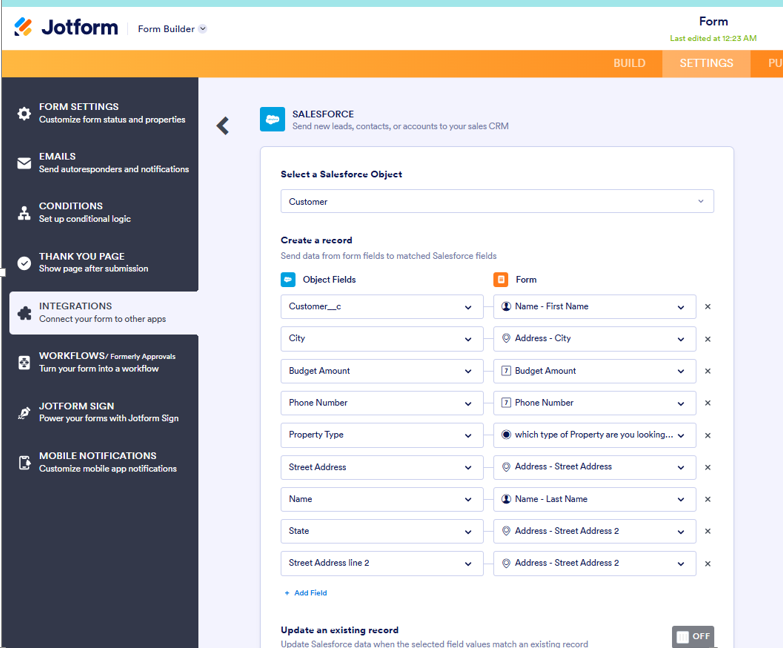 Jotform
Form Builder
Form
Last edited at 12:23 AM
BUILD
SETTINGS
PU
FORM SETTINGS
Customize form status and properties
EMAILS
Send autoresponders and notifications
CONDITIONS
Set up conditional logic
THANK YOU PAGE
Show page after submission
INTEGRATIONS
Connect your form to other apps
WORKFLOWS/ Formerly Approvals
Turn your form into a workflow
JOTFORM SIGN
Power your forms with Jotform Sign
MOBILE NOTIFICATIONS
Customize mobile app notifications
SALESFORCE
Send new leads, contacts, or accounts to your sales CRM
Select a Salesforce Object
Customer
Create a record
Send data from form fields to matched Salesforce fields
Object Fields Form
Customer__c Name - First Name
City Address - City
Budget Amount 7 Budget Amount
Phone Number 7 Phone Number
Property Type which type of Property are you looking...
Street Address Address - Street Address
Name Name - Last Name
State Address - Street Address 2
Street Address line 2 Address - Street Address 2
+ Add Field
Update an existing record
OFF
Update Salesforce data when the selected field values match an existing record